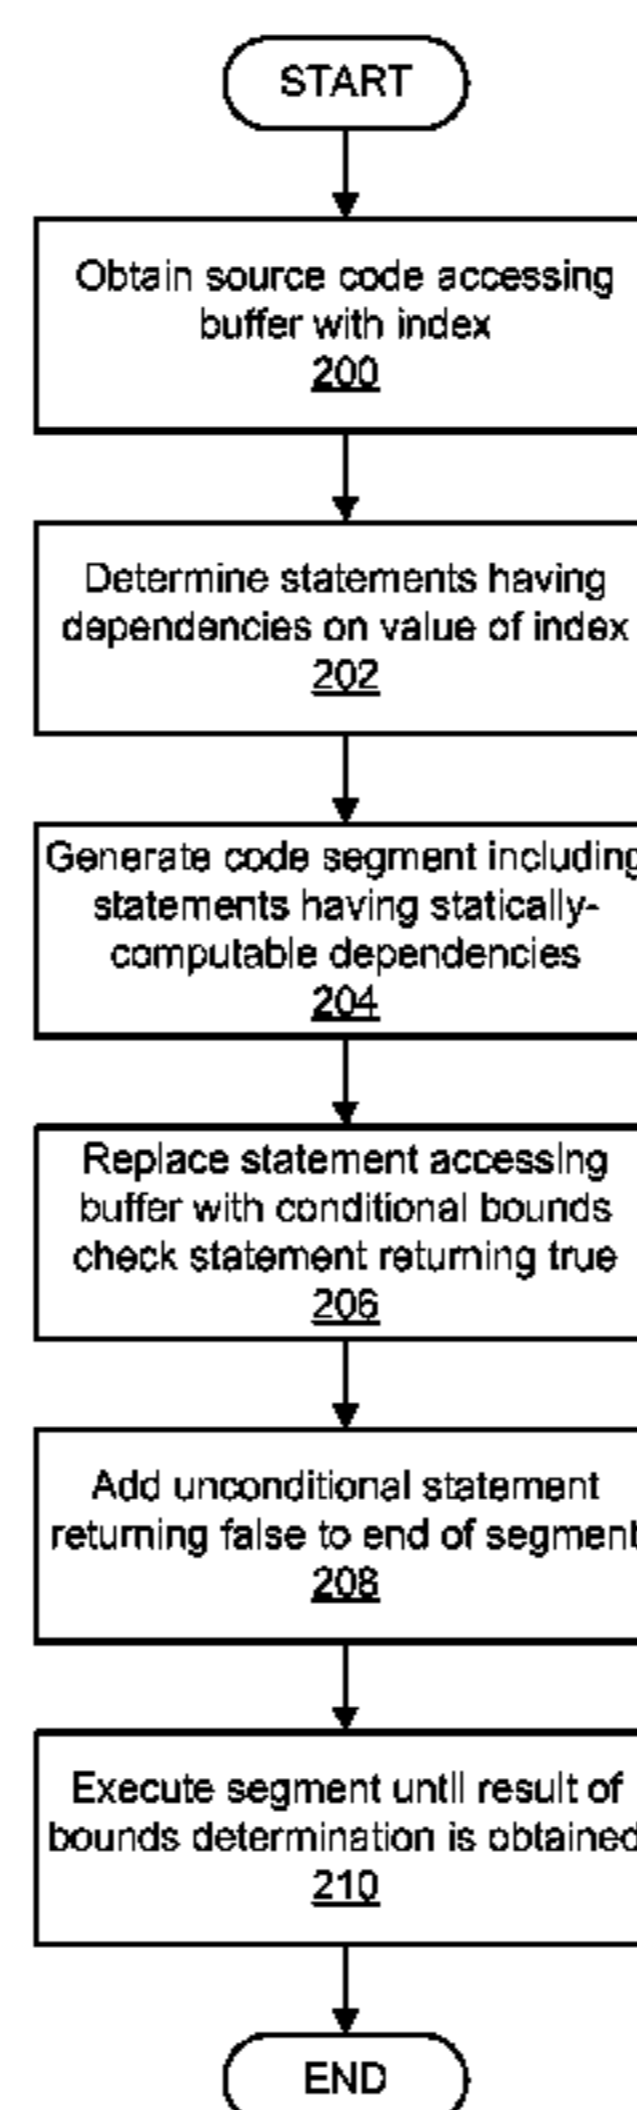 START
Obtain source code accessing
buffer with index
200
Determine statements having
dependencies on value of index
202
Generate code segment including
statements having statically-
computable dependencies
204
Replace statement accessing
buffer with conditional bounds
check statement returning true
206
Add unconditional statement
returning false to end of segment
208
Execute segment until result of
bounds determination is obtained
210
END